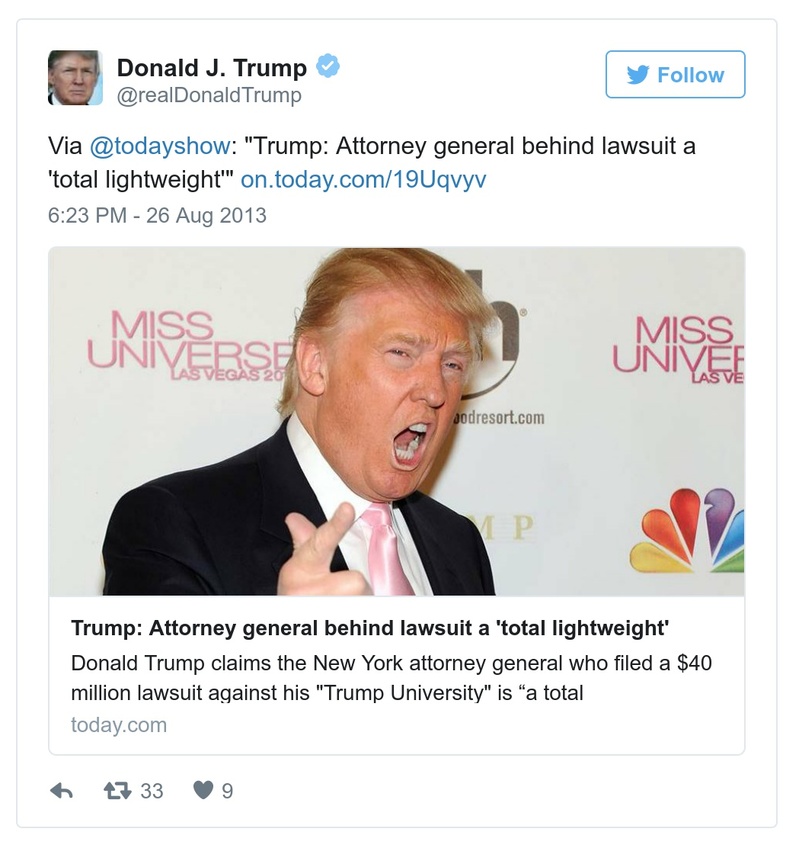 Donald J. Trump
@realDonaldTrump
Follow
Via @todayshow: "Trump: Attorney general behind lawsuit a
'total lightweight'" on.today.com/19Uqvyv
6:23 PM - 26 Aug 2013
MISS
UNIVERSE
LAS VEGAS 20
h
oodresort.com
MISS
UNIVER
LAS VE
M P
Trump: Attorney general behind lawsuit a 'total lightweight'
Donald Trump claims the New York attorney general who filed a $40
million lawsuit against his "Trump University" is “a total
today.com
33
9